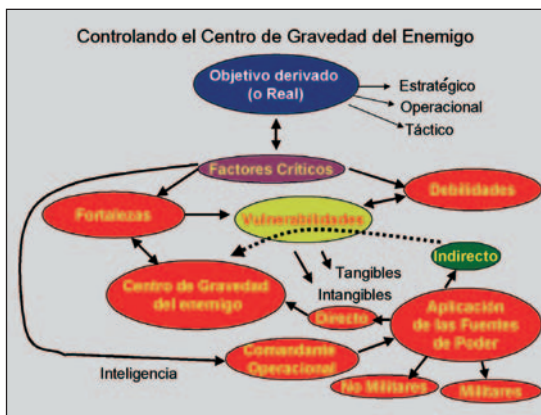 Controlando el Centro de Gravedad del Enemigo
Objetivo derivado
(o Real)
Estratégico
Operacional
Táctico
Factores Críticos
Debilidades
Fortalezas
Vulnerabilidades
Indirecto
Tangibles
Centro de Gravedad
del enemigo
Intangibles
Directo
Aplicación
de las Fuentes
de Poder
Comandante
Operacional
Inteligencia
No Militares
Militares